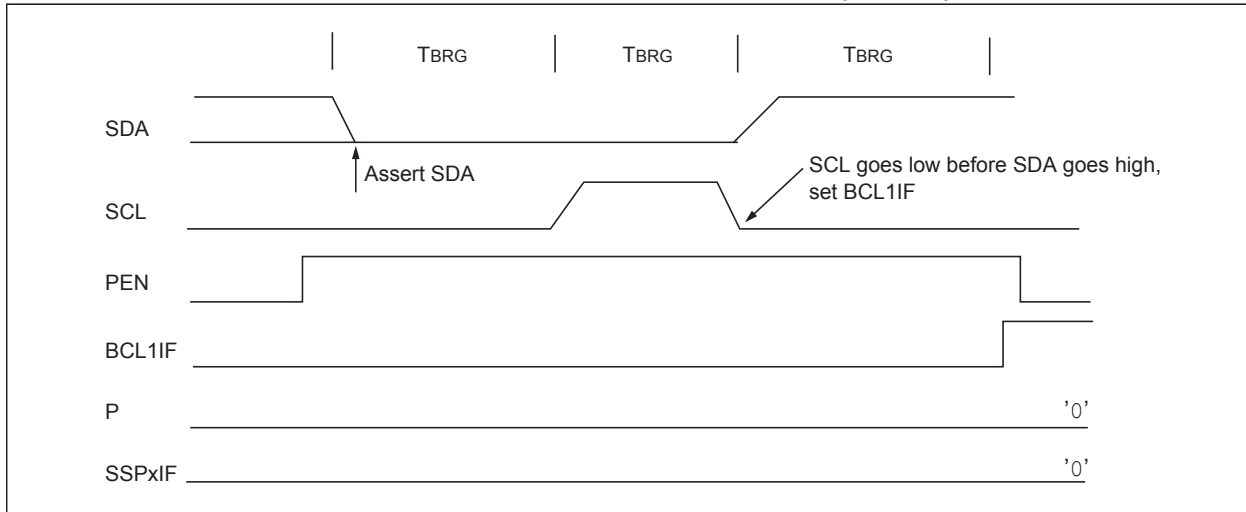 TBRG TBRG TBRG
SDA
Assert SDA
SCL goes low before SDA goes high,
set BCL1IF
SCL
PEN
BCL1IF
P '0'
SSPxIF '0'